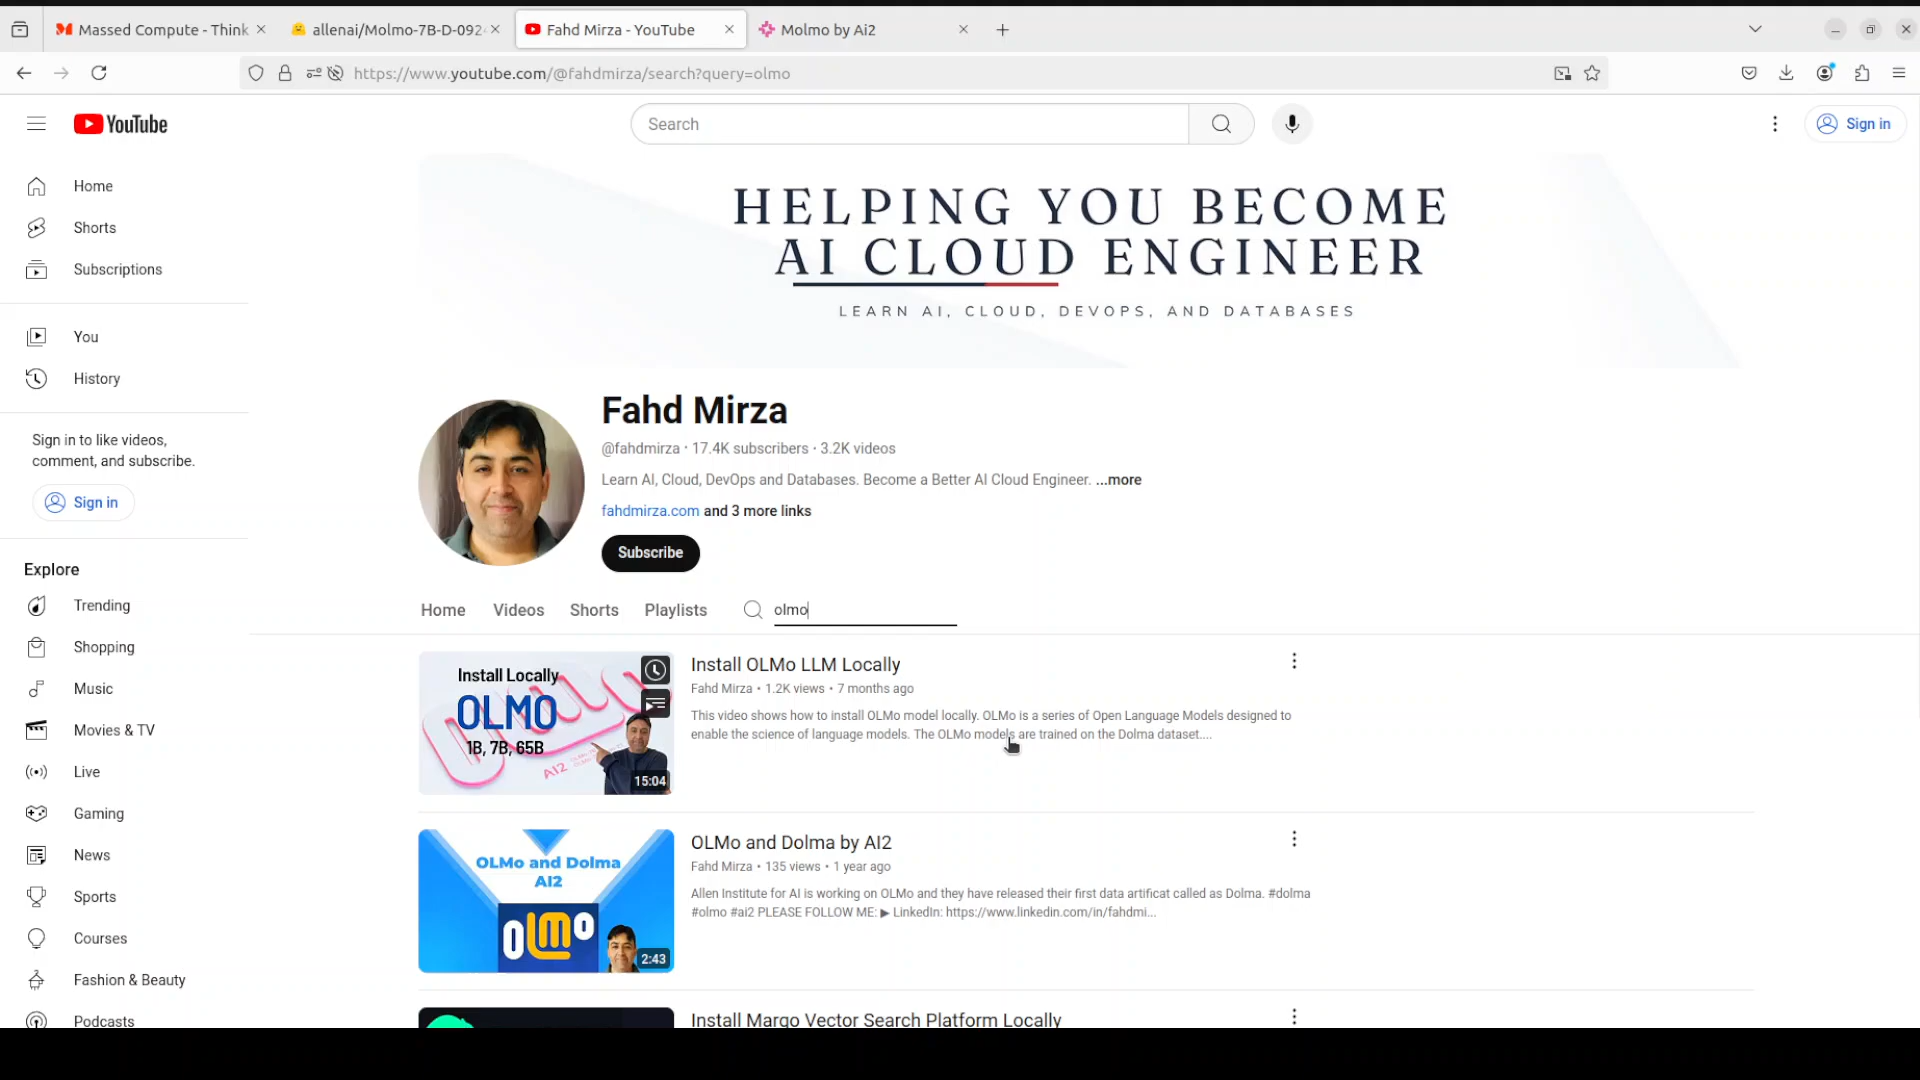 Massed Compute - Think
allenai/Molmo-7B-D-092
Fahd Mirza - YouTube
Molmo by Ai2
https://www.youtube.com/@fahdmirza/search?query=olmo
YouTube
Search
Sign in
Home
Shorts
Subscriptions
You
History
Sign in to like videos,
comment, and subscribe.
Sign in
Explore
Trending
Shopping
Music
Movies & TV
Live
Gaming
News
Sports
Courses
Fashion & Beauty
Podcasts
HELPING YOU BECOME
AI CLOUD ENGINEER
LEARN AI, CLOUD, DEVOPS, AND DATABASES
Fahd Mirza
@fahdmirza · 17.4K subscribers · 3.2K videos
Learn AI, Cloud, DevOps and Databases. Become a Better AI Cloud Engineer. ...more
fahdmirza.com and 3 more links
Subscribe
Home Videos Shorts Playlists olmo
Install Locally
OLMO
1B, 7B, 65B
AI2
15:04
Install OLMo LLM Locally
Fahd Mirza • 1.2K views • 7 months ago
This video shows how to install OLMo model locally. OLMo is a series of Open Language Models designed to
enable the science of language models. The OLMo models are trained on the Dolma dataset....
OLMo and Dolma
AI2
OLMo
2:43
OLMo and Dolma by AI2
Fahd Mirza • 135 views • 1 year ago
Allen Institute for AI is working on OLMo and they have released their first data artificat called as Dolma. #dolma
#olmo #ai2 PLEASE FOLLOW ME: ▶ LinkedIn: https://www.linkedin.com/in/fahdmi...
Install Marqo Vector Search Platform Locally